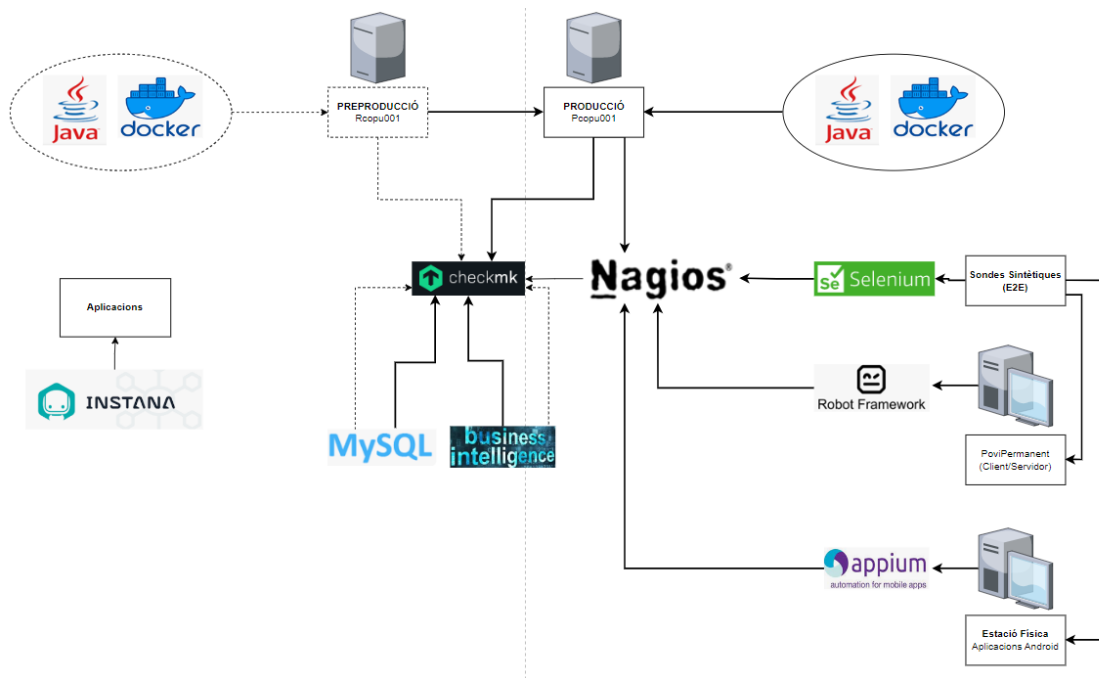 Java
docker
PREPRODUCCIÓ
Rcopu001
PRODUCCIÓ
Pcopu001
Java
docker
checkmk
Nagios®
Se Selenium
Sondes Sintètiques
(E2E)
Aplicacions
INSTANA
Robot Framework
MySQL
business
intelligence
PoviPermanent
(Client/Servidor)
appium
automation for mobile apps
Estació Física
Aplicacions Android